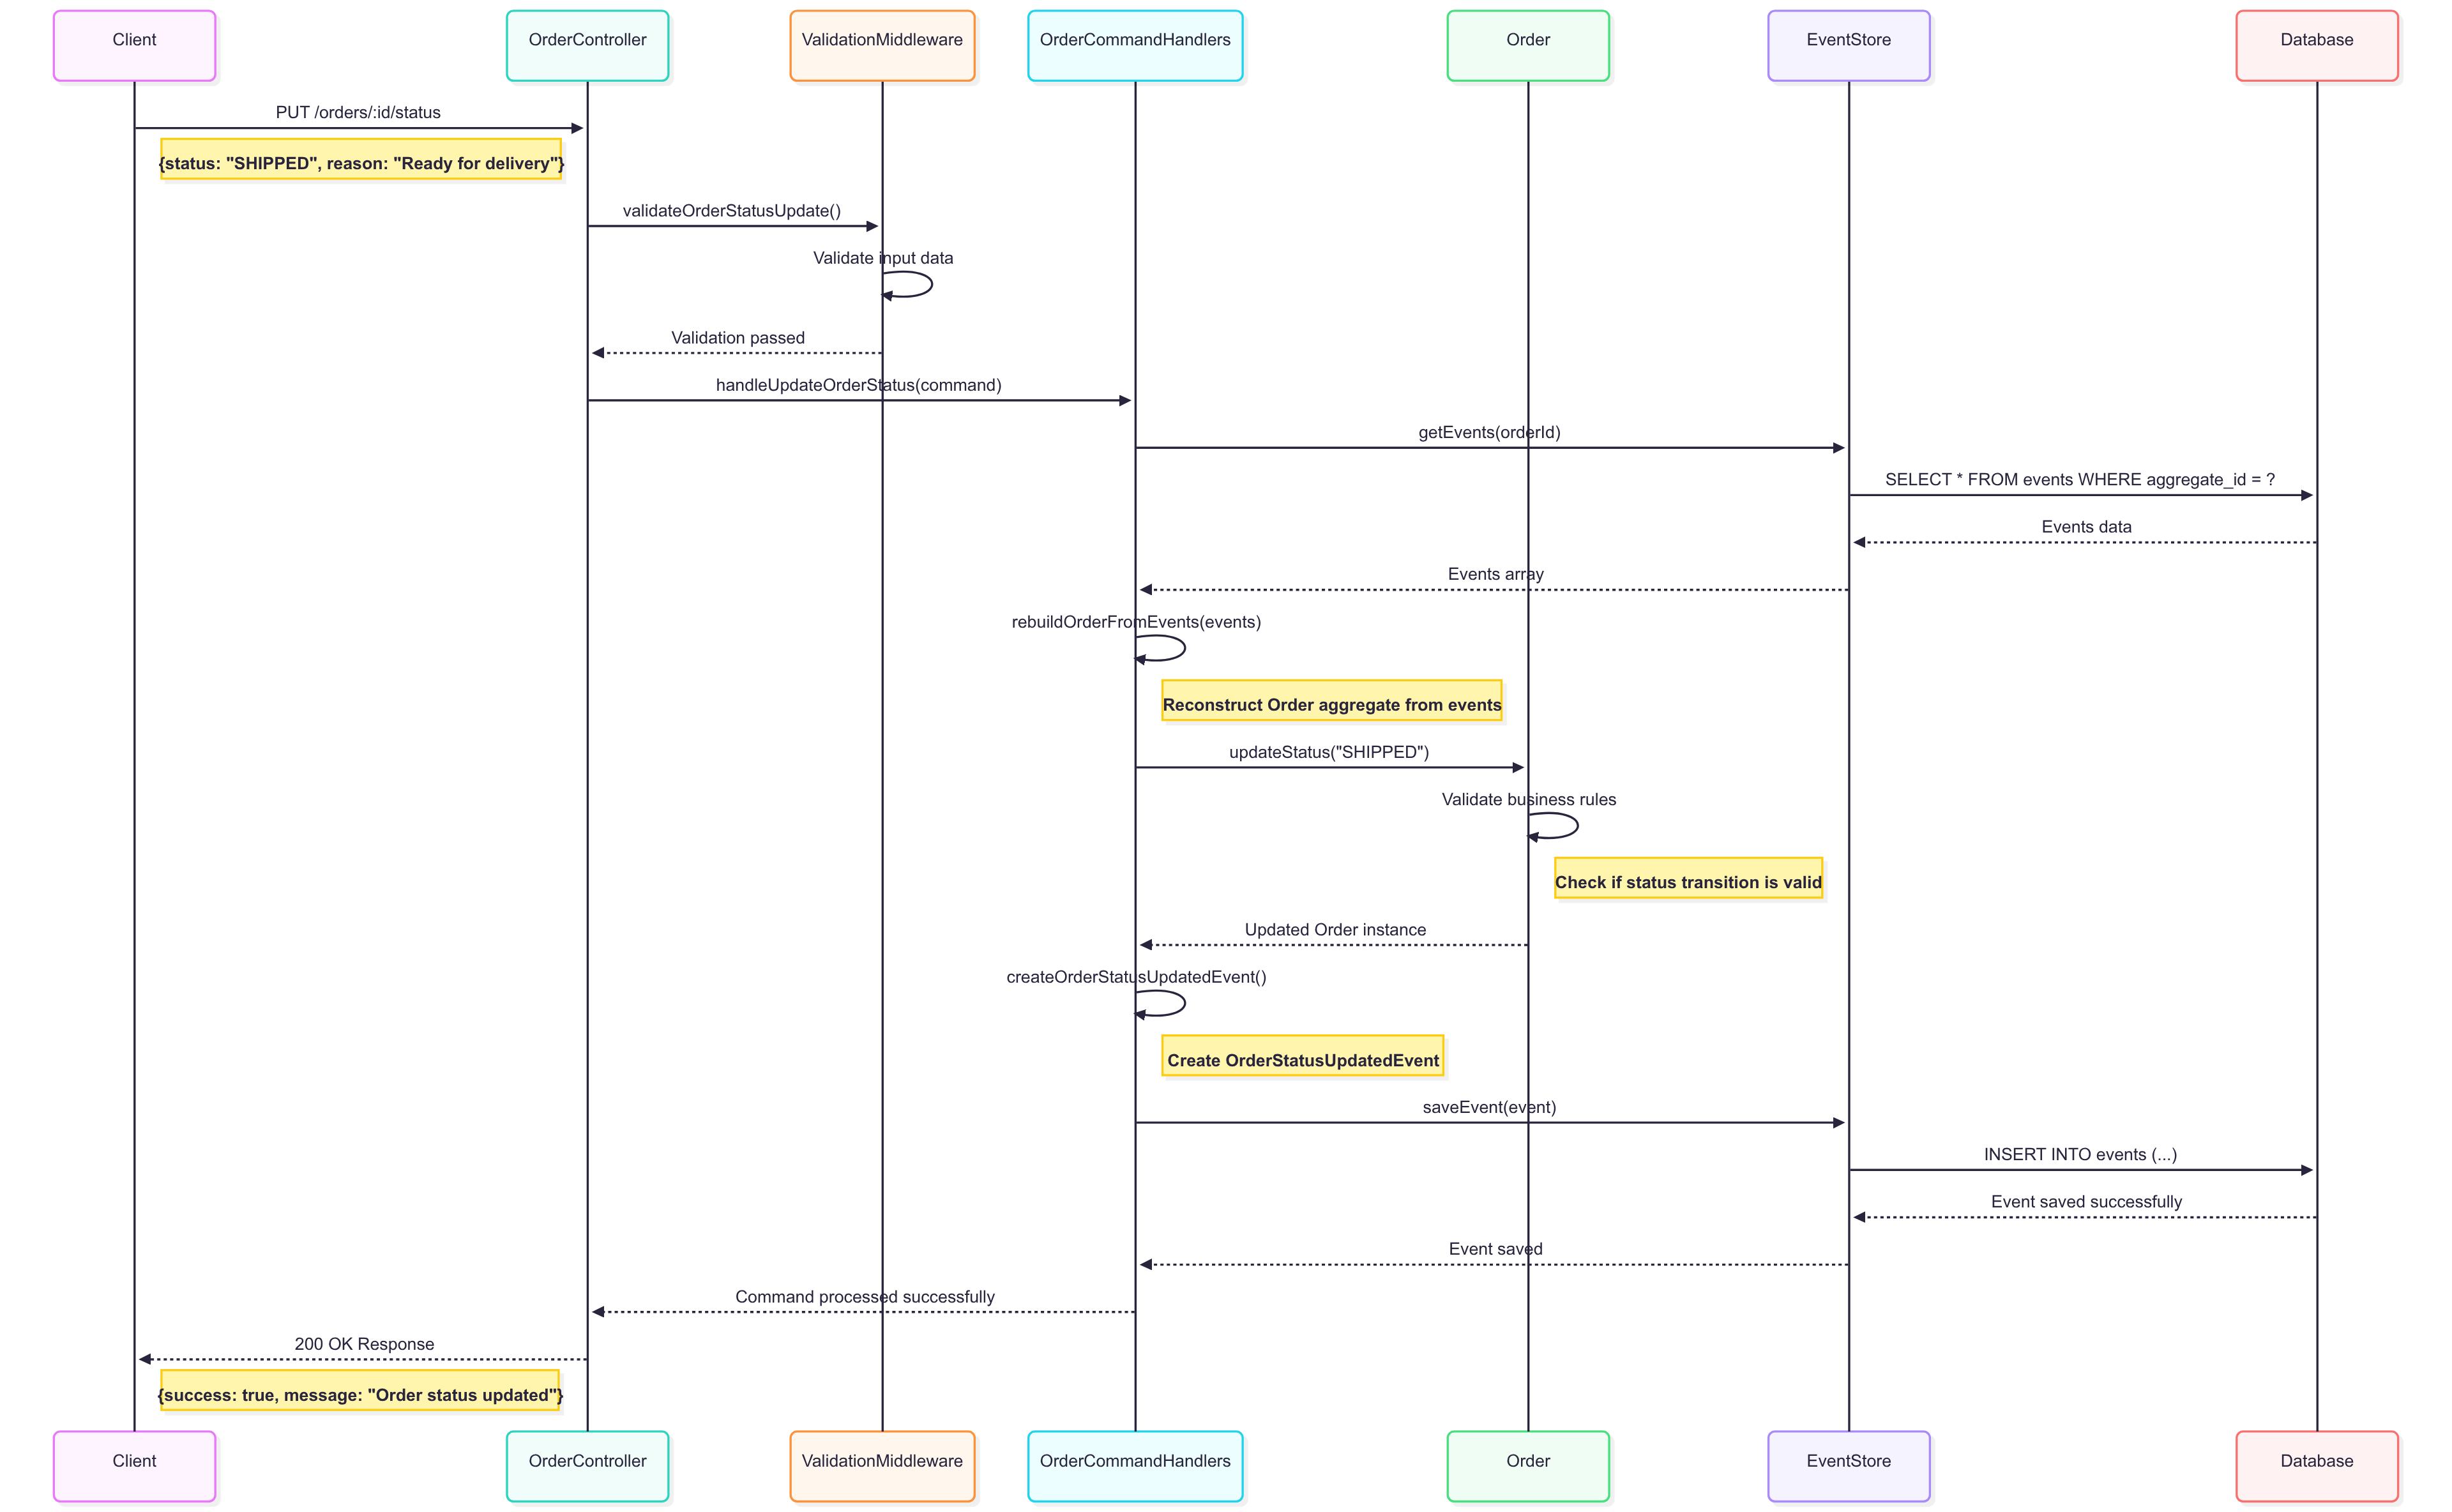 Client
OrderController
ValidationMiddleware
OrderCommandHandlers
Order
EventStore
Database
PUT /orders/:id/status
{status: "SHIPPED", reason: "Ready for delivery"}
validateOrderStatusUpdate()
Validate input data
Validation passed
handleUpdateOrderStatus(command)
getEvents(orderId)
SELECT * FROM events WHERE aggregate_id = ?
Events data
Events array
rebuildOrderFromEvents(events)
Reconstruct Order aggregate from events
updateStatus("SHIPPED")
Validate business rules
Check if status transition is valid
Updated Order instance
createOrderStatusUpdatedEvent()
Create OrderStatusUpdatedEvent
saveEvent(event)
INSERT INTO events (...)
Event saved successfully
Event saved
Command processed successfully
200 OK Response
{success: true, message: "Order status updated"}
Client
OrderController
ValidationMiddleware
OrderCommandHandlers
Order
EventStore
Database